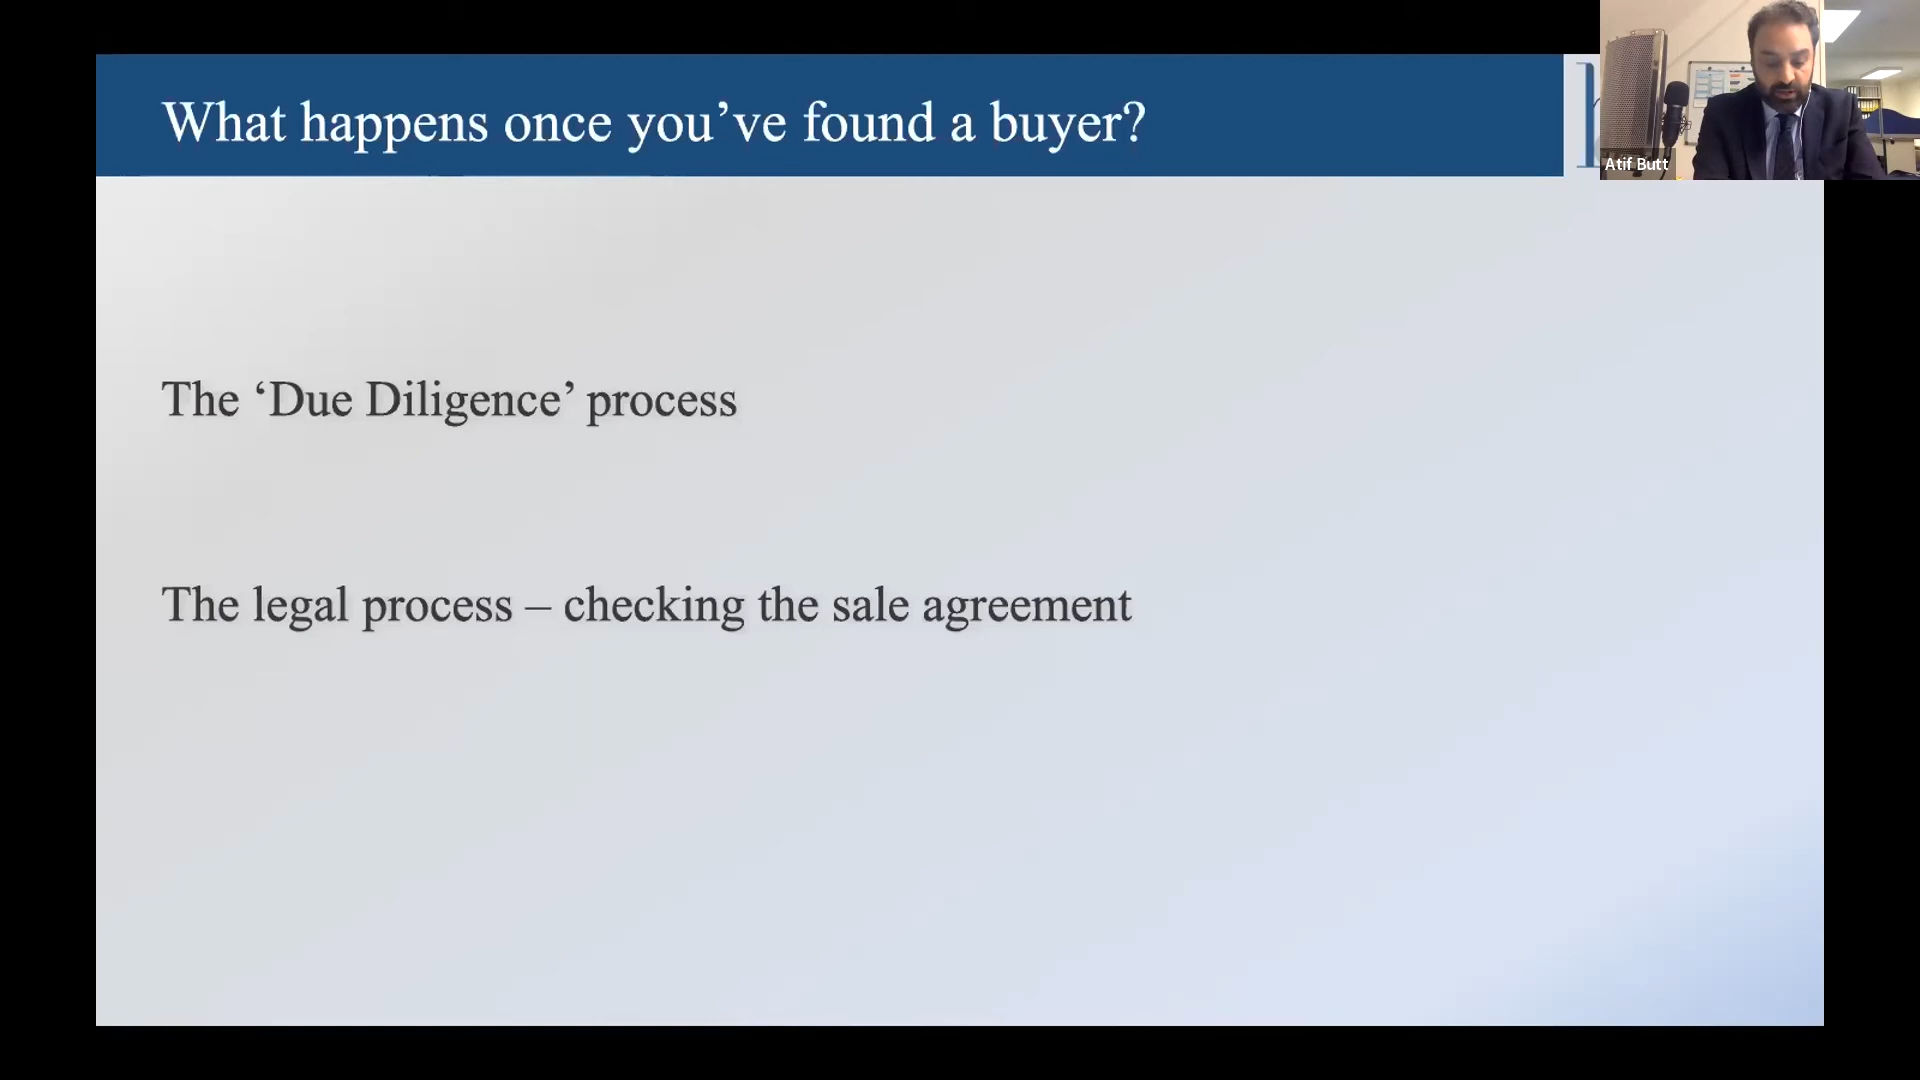 What happens once you’ve found a buyer?
Atif Butt
The ‘Due Diligence’ process
The legal process – checking the sale agreement